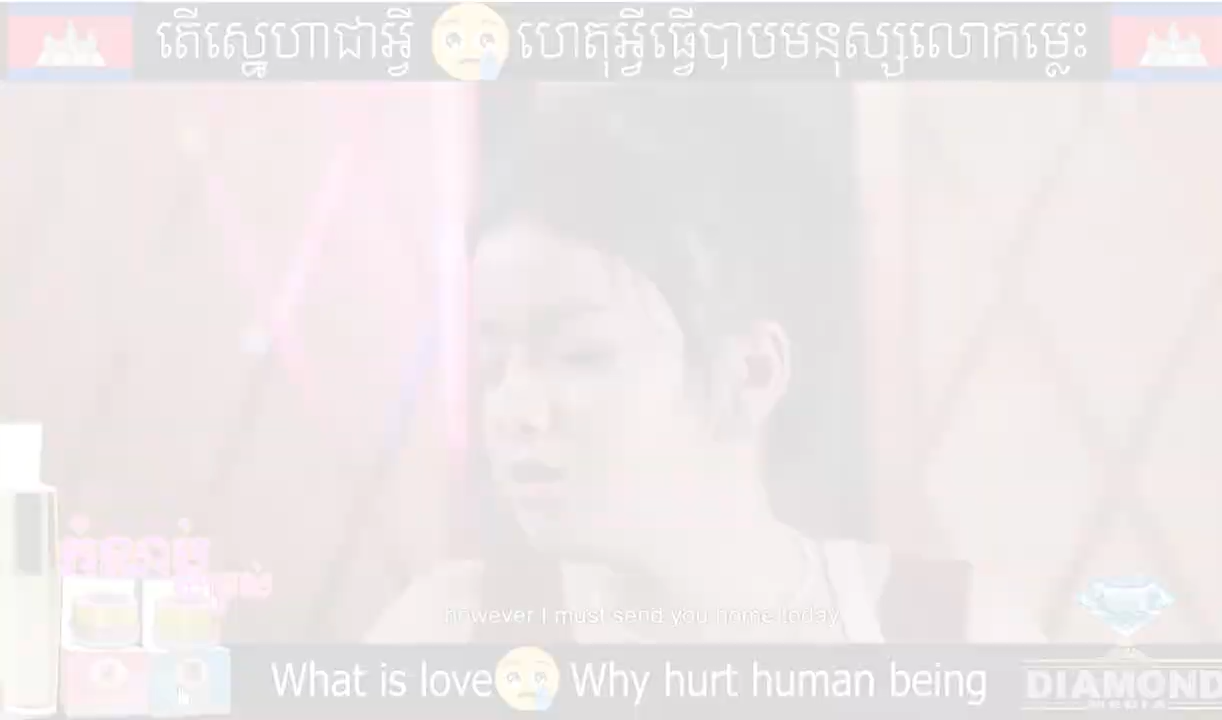 តើស្នេហាជាអ្វី 😢 ហេតុអ្វីធ្វើបាបមនុស្សលោកម្លេះ
however I must send you home today
What is love 😢 Why hurt human being
DIAMOND
MEDIA